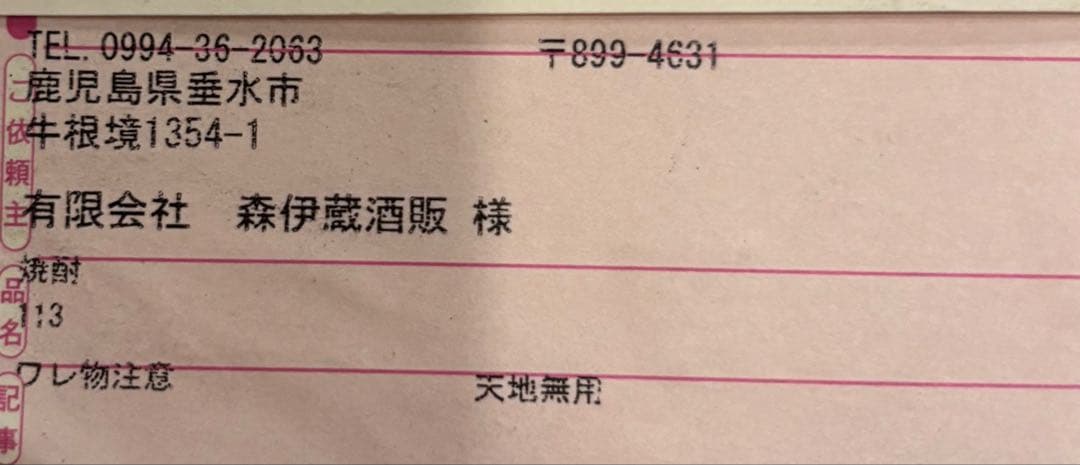 TEL. 0994-36-2063 〒899-4631
鹿児島県垂水市
牛根境1354-1
ご依頼主
有限会社 森伊蔵酒販 様
品名
焼酎
113
記事
ワレ物注意 天地無用